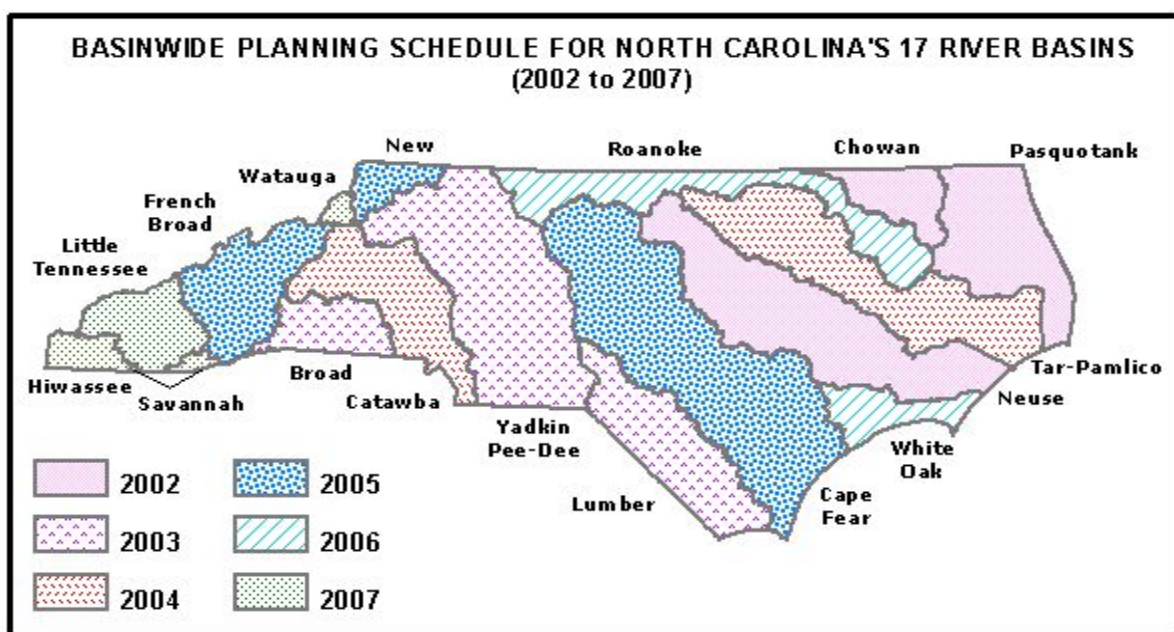 BASINWIDE PLANNING SCHEDULE FOR NORTH CAROLINA'S 17 RIVER BASINS
(2002 to 2007)
New
Roanoke
Chowan
Pasquotank
Watauga
French
Broad
Little
Tennessee
Hiwassee
Savannah
Broad
Catawba
Yadkin
Pee-Dee
Lumber
Cape
Fear
White
Oak
Neuse
Tar-Pamlico
2002
2003
2004
2005
2006
2007